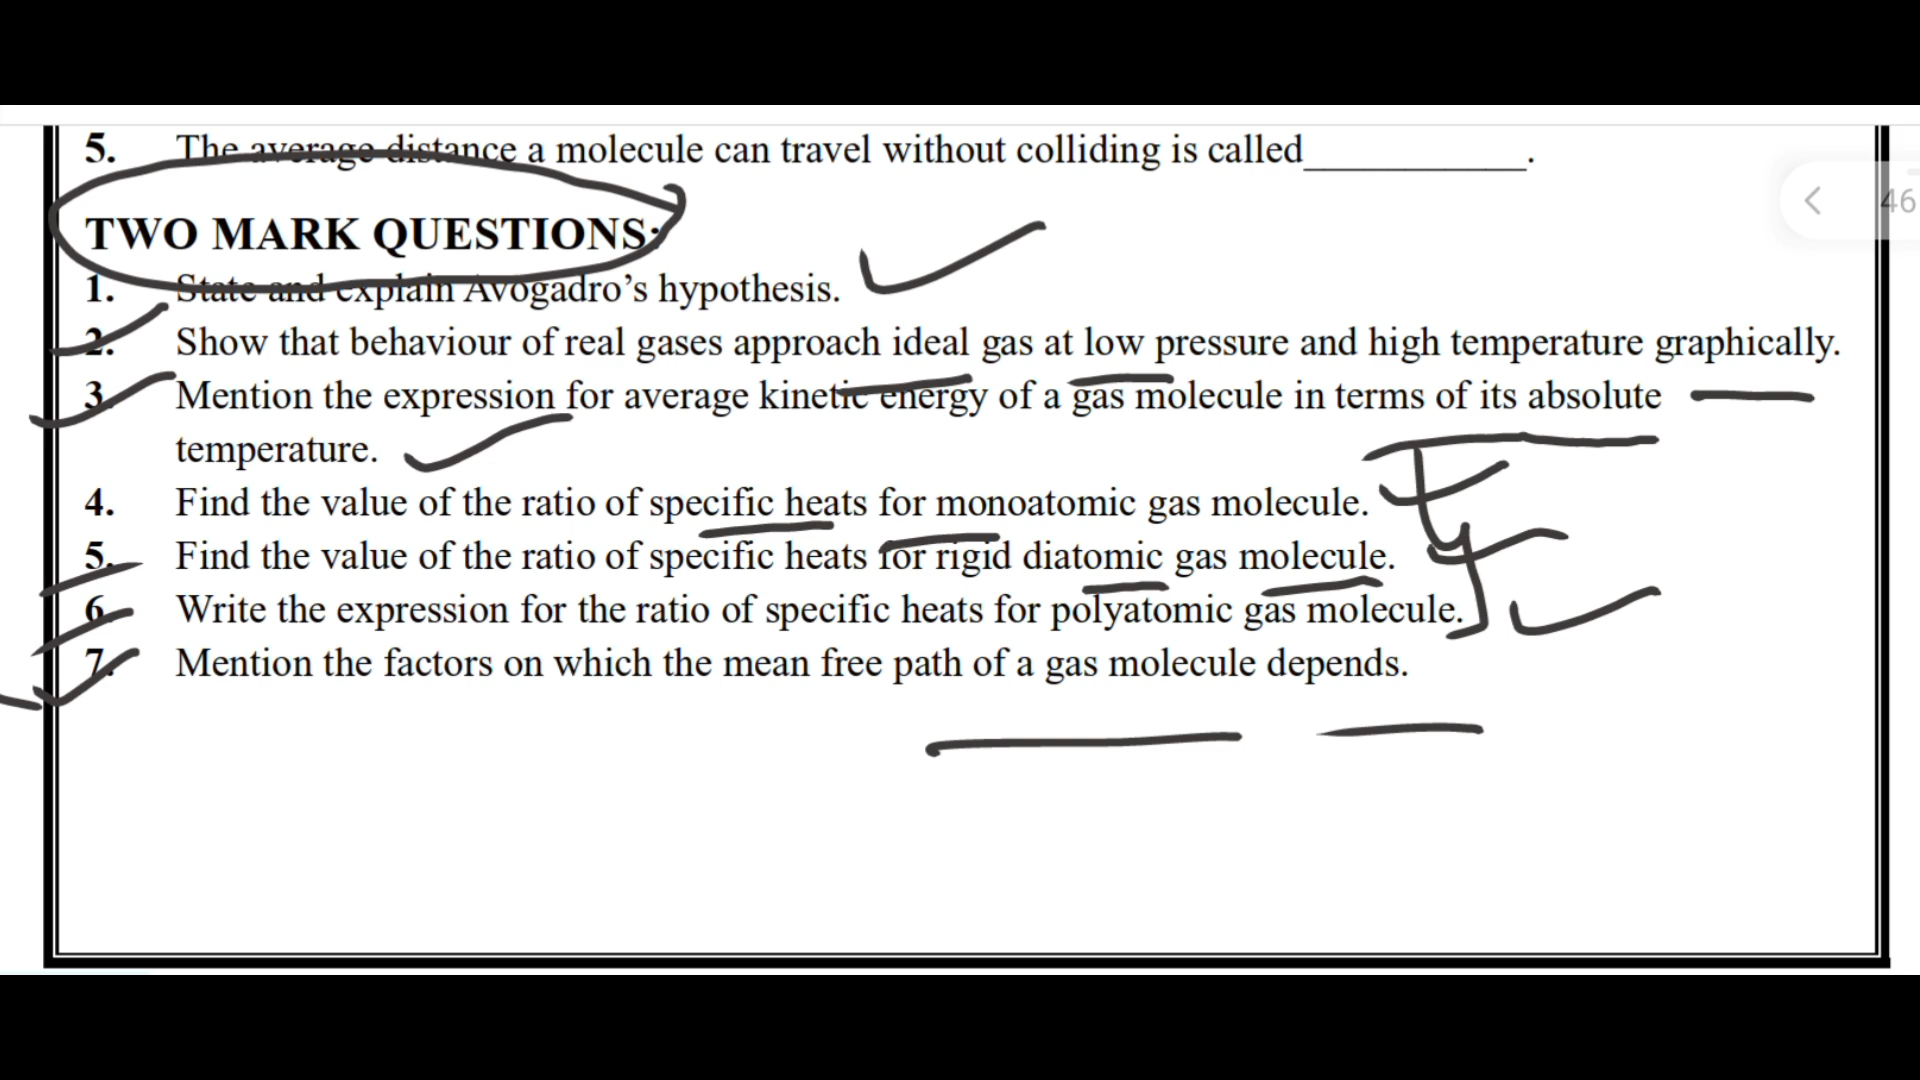 5. The average distance a molecule can travel without colliding is called___________.
TWO MARK QUESTIONS:
1. State and explain Avogadro's hypothesis.
2. Show that behaviour of real gases approach ideal gas at low pressure and high temperature graphically.
3. Mention the expression for average kinetic energy of a gas molecule in terms of its absolute
temperature.
4. Find the value of the ratio of specific heats for monoatomic gas molecule.
5. Find the value of the ratio of specific heats for rigid diatomic gas molecule.
6. Write the expression for the ratio of specific heats for polyatomic gas molecule.
7. Mention the factors on which the mean free path of a gas molecule depends.
46